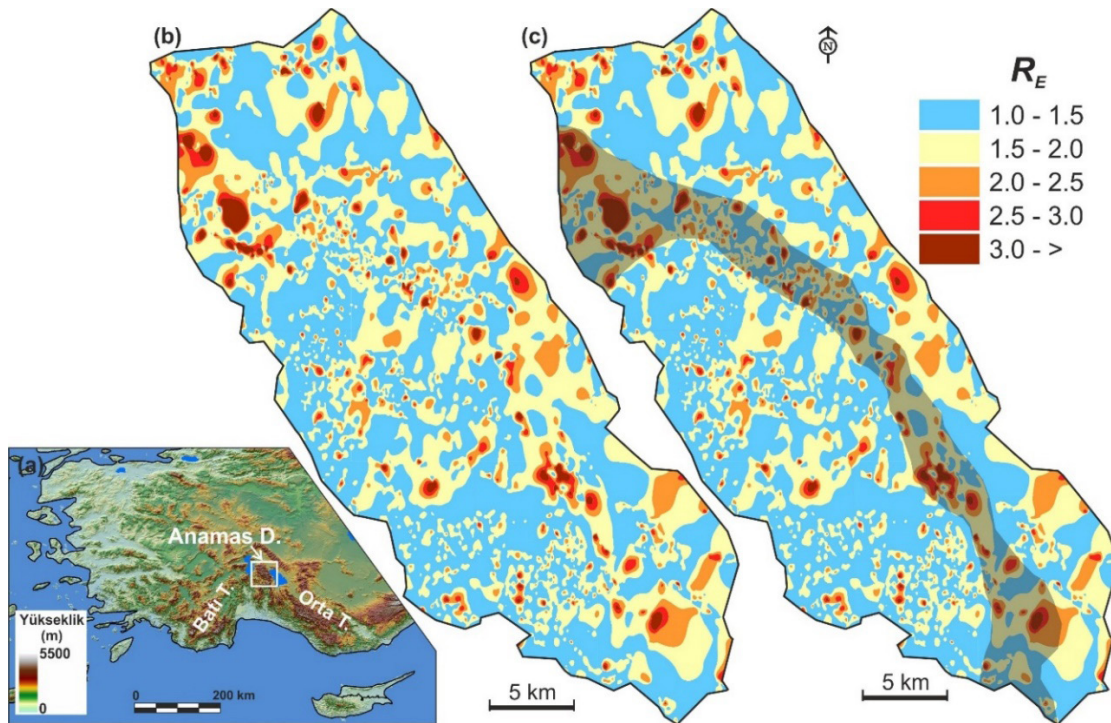 (b)
(c)
N
R_E
1.0 - 1.5
1.5 - 2.0
2.0 - 2.5
2.5 - 3.0
3.0 - >
(a)
Anamas D.
Batı T.
Orta T.
Yükseklik
(m)
5500
0
0 200 km
5 km
5 km